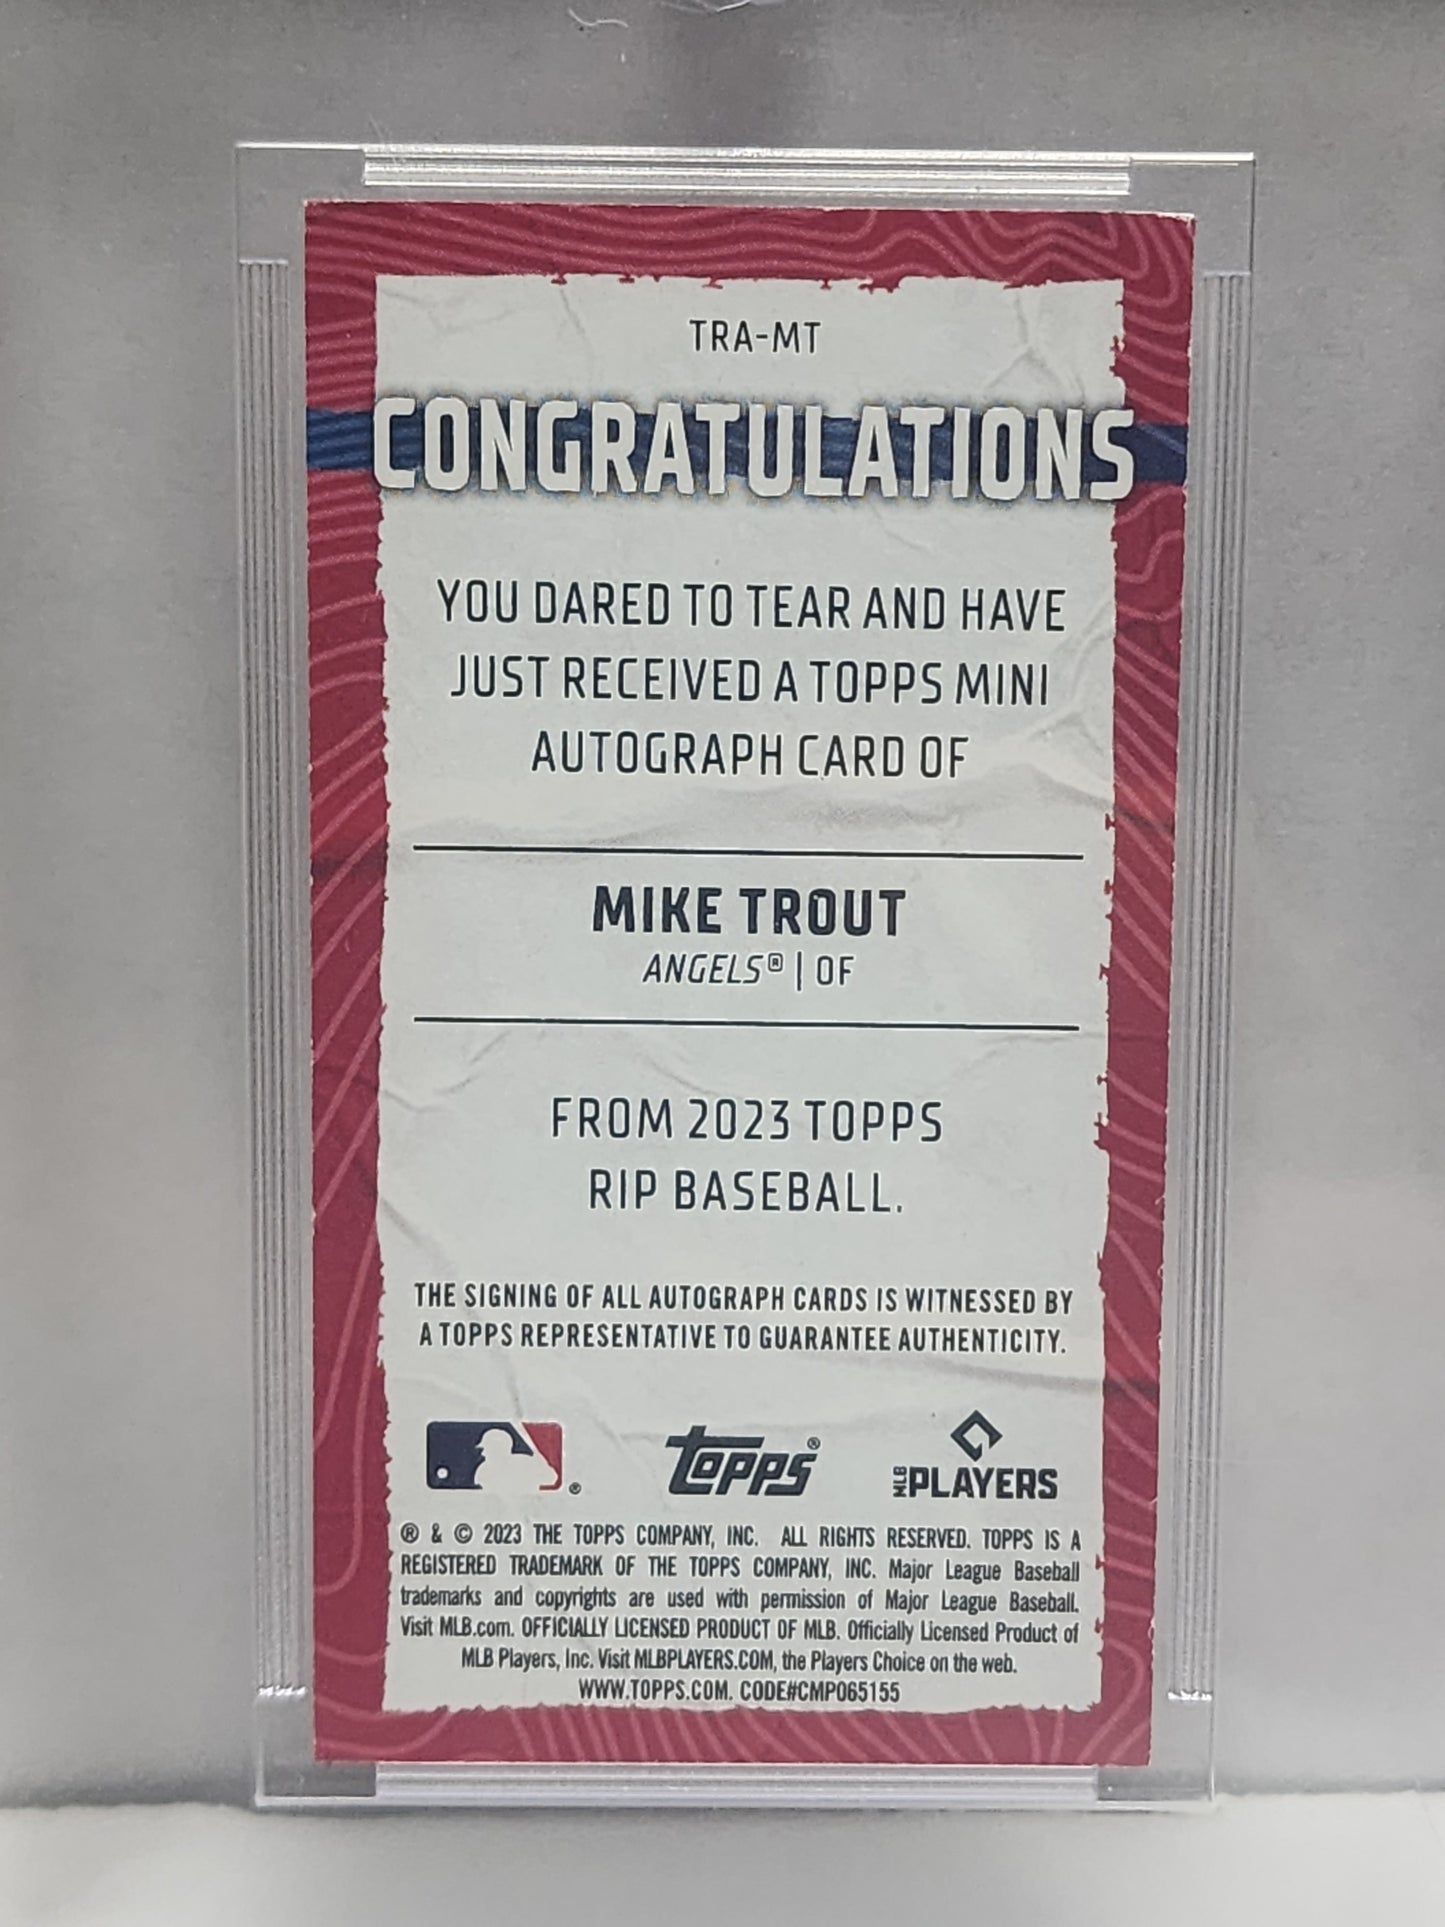 TRA-MT
CONGRATULATIONS
YOU DARED TO TEAR AND HAVE
JUST RECEIVED A TOPPS MINI
AUTOGRAPH CARD OF
MIKE TROUT
ANGELS® | OF
FROM 2023 TOPPS
RIP BASEBALL.
THE SIGNING OF ALL AUTOGRAPH CARDS IS WITNESSED BY
A TOPPS REPRESENTATIVE TO GUARANTEE AUTHENTICITY.
® topps® MLB PLAYERS
® & © 2023 THE TOPPS COMPANY, INC. ALL RIGHTS RESERVED. TOPPS IS A
REGISTERED TRADEMARK OF THE TOPPS COMPANY, INC. Major League Baseball
trademarks and copyrights are used with permission of Major League Baseball.
Visit MLB.com. OFFICIALLY LICENSED PRODUCT OF MLB. Officially Licensed Product of
MLB Players, Inc. Visit MLBPLAYERS.COM, the Players Choice on the web.
WWW.TOPPS.COM. CODE#CMP065155